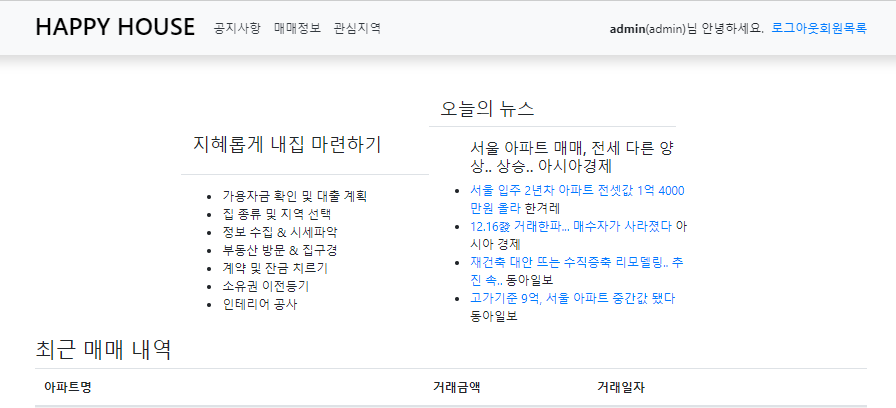 HAPPY HOUSE 공지사항 매매정보 관심지역 admin(admin)님 안녕하세요. 로그아웃회원목록
지혜롭게 내집 마련하기
가용자금 확인 및 대출 계획
집 종류 및 지역 선택
정보 수집 & 시세파악
부동산 방문 & 집구경
계약 및 잔금 치르기
소유권 이전등기
인테리어 공사
오늘의 뉴스
서울 아파트 매매, 전세 다른 양
상.. 상승.. 아시아경제
서울 입주 2년차 아파트 전셋값 1억 4000
만원 올라 한겨레
12.16發 거래한파... 매수자가 사라졌다 아
시아 경제
재건축 대안 뜨는 수직증축 리모델링.. 추
진 속.. 동아일보
고가기준 9억, 서울 아파트 중간값 됐다
동아일보
최근 매매 내역
아파트명 거래금액 거래일자